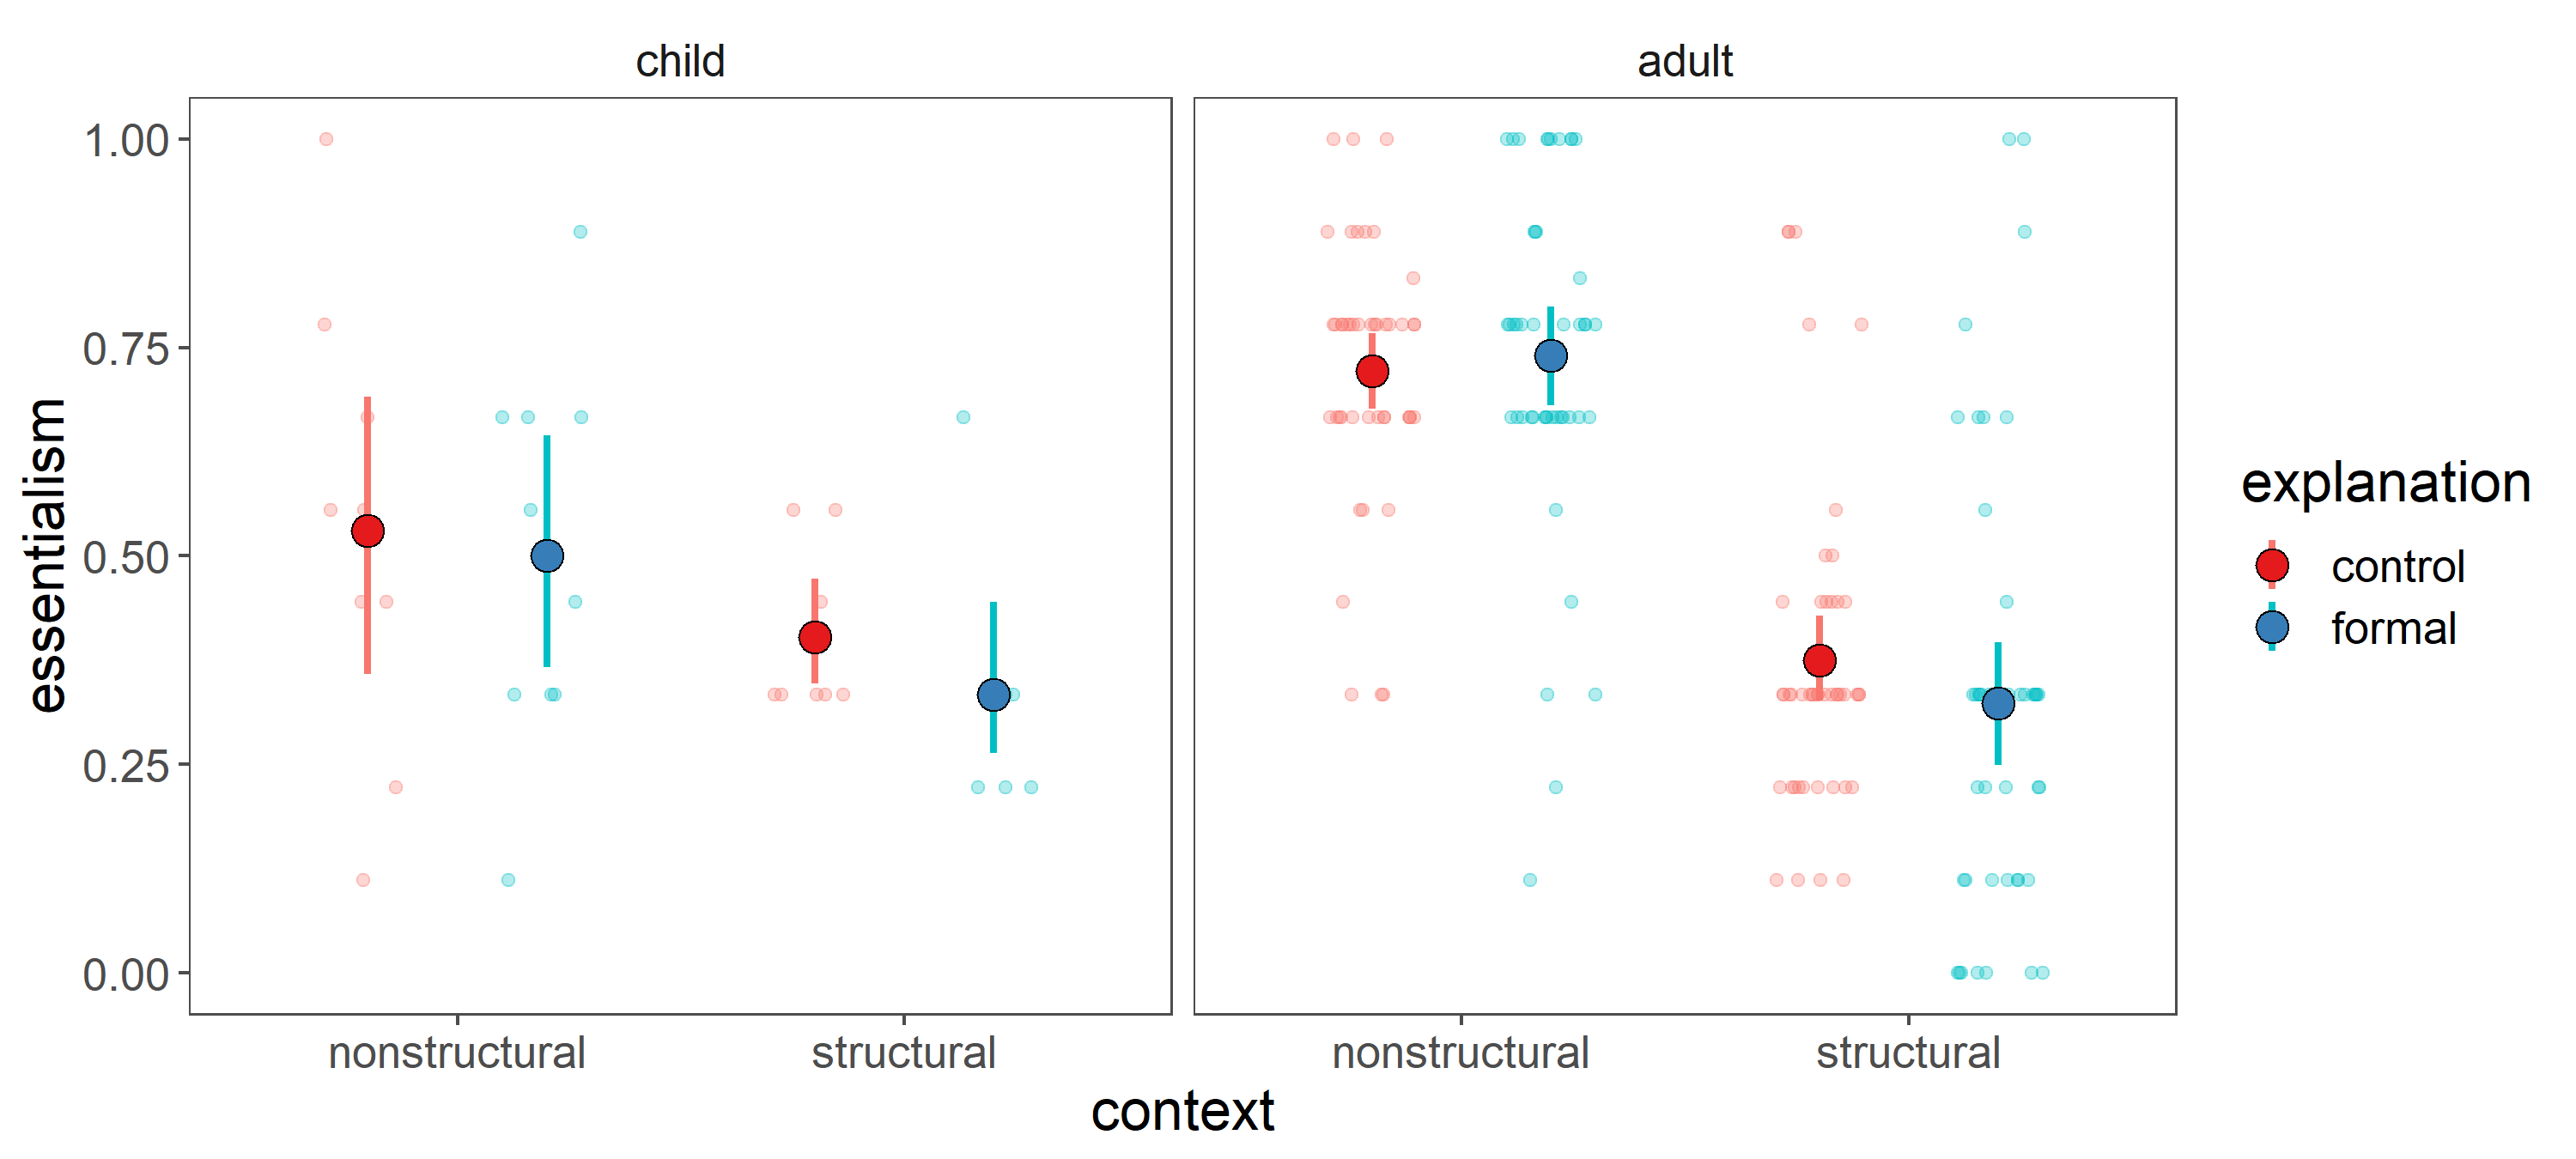 child
adult
1.00
0.75
0.50
0.25
0.00
essentialism
nonstructural
structural
nonstructural
structural
context
explanation
control
formal